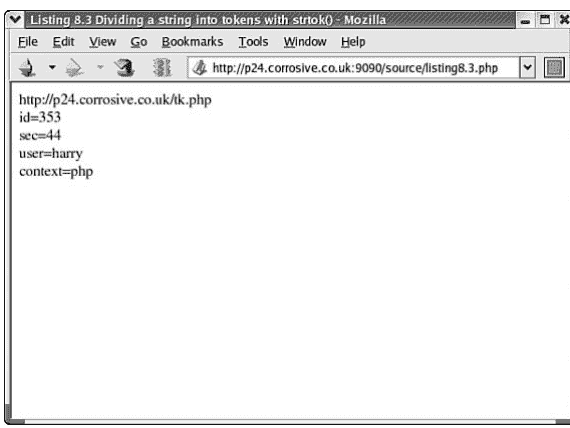 Listing 8.3 Dividing a string into tokens with strtok() - Mozilla
File Edit View Go Bookmarks Tools Window Help
http://p24.corrosive.co.uk:9090/source/listing8.3.php
http://p24.corrosive.co.uk/tk.php
id=353
sec=44
user=harry
context=php